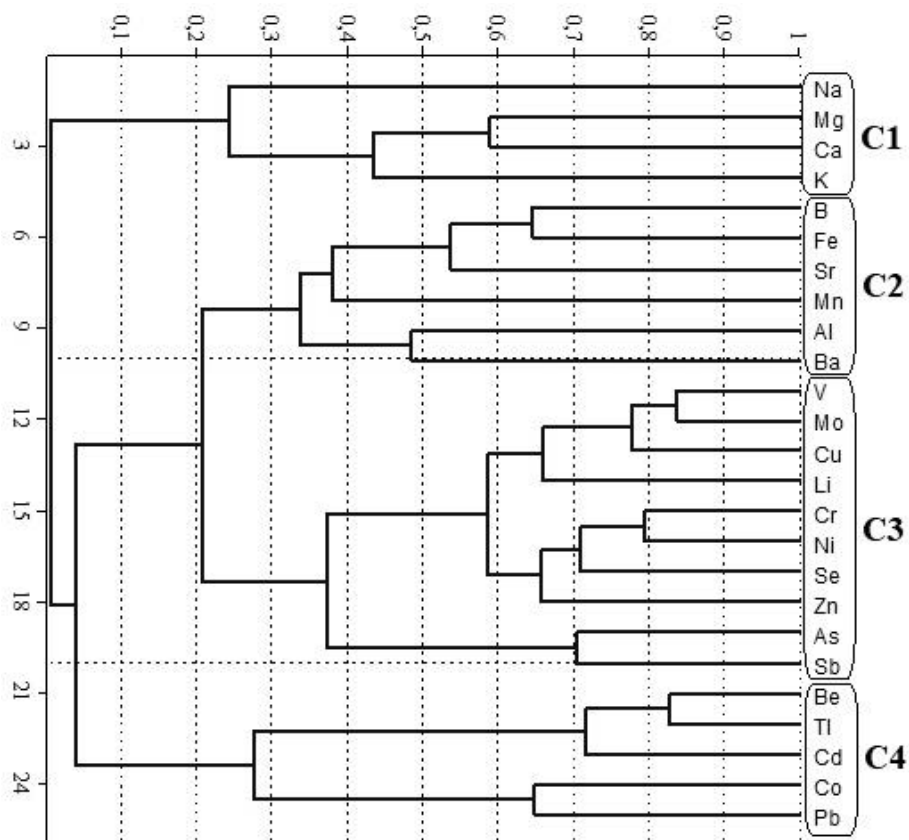 0,1 0,2 0,3 0,4 0,5 0,6 0,7 0,8 0,9 1
Na
Mg
C1
3
Ca
K
B
6
Fe
Sr
C2
Mn
9
Al
Ba
V
12
Mo
Cu
Li
15
Cr
C3
Ni
Se
18
Zn
As
Sb
21
Be
Tl
Cd
C4
24
Co
Pb